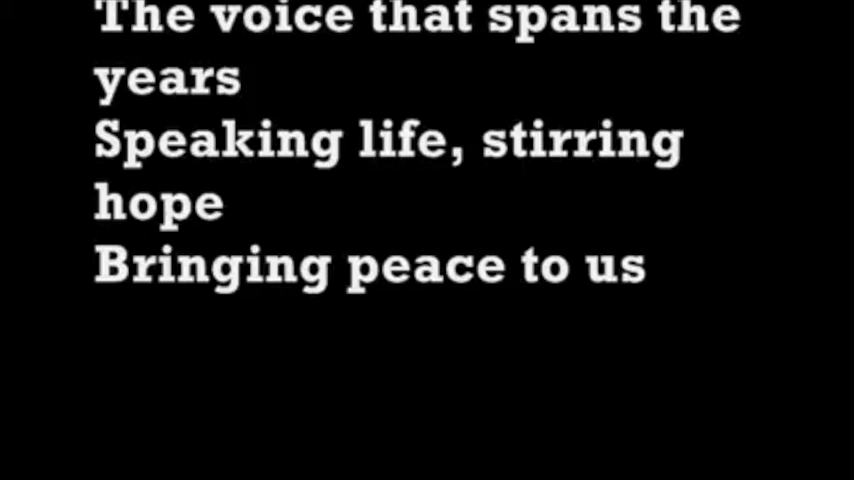 The voice that spans the
years
Speaking life, stirring
hope
Bringing peace to us